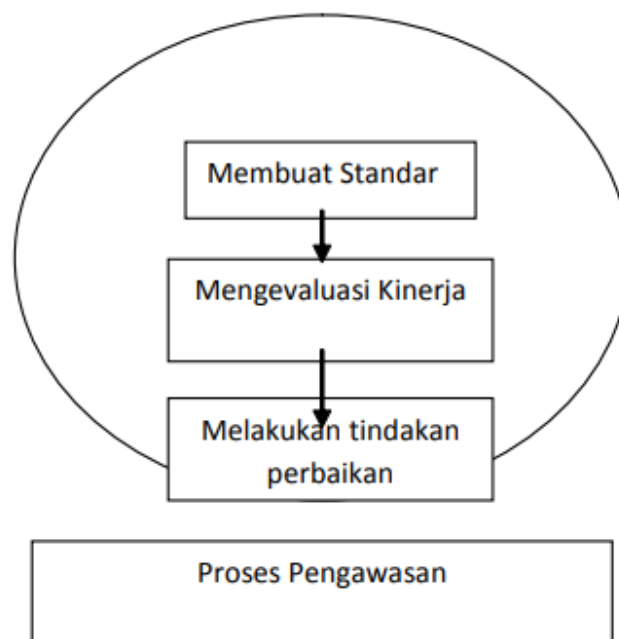 Membuat Standar
Mengevaluasi Kinerja
Melakukan tindakan
perbaikan
Proses Pengawasan